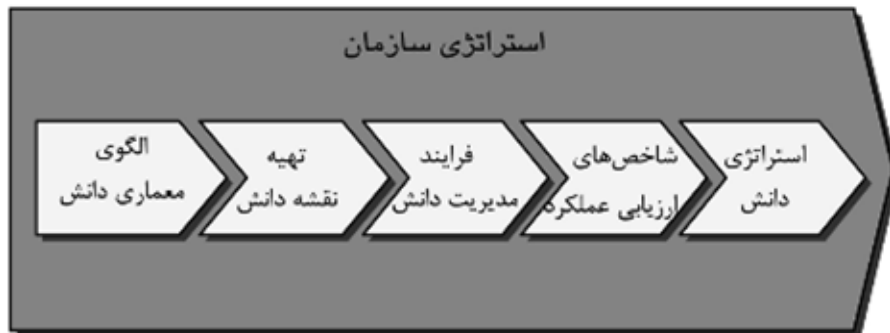 استراتژی سازمان
الگوی
معماری دانش
تهیه
نقشه دانش
فرایند
مدیریت دانش
شاخص‌های
ارزیابی عملکرد
استراتژی
دانش